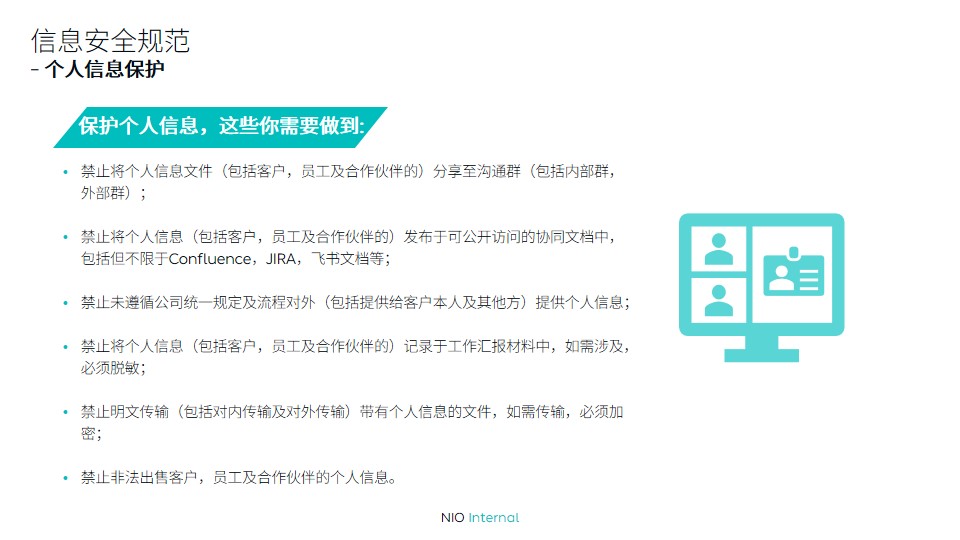 信息安全规范
- 个人信息保护
保护个人信息，这些你需要做到:
• 禁止将个人信息文件（包括客户，员工及合作伙伴的）分享至沟通群（包括内部群，
外部群）；
• 禁止将个人信息（包括客户，员工及合作伙伴的）发布于可公开访问的协同文档中，
包括但不限于Confluence，JIRA，飞书文档等；
• 禁止未遵循公司统一规定及流程对外（包括提供给客户本人及其他方）提供个人信息；
• 禁止将个人信息（包括客户，员工及合作伙伴的）记录于工作汇报材料中，如需涉及，
必须脱敏；
• 禁止明文传输（包括对内传输及对外传输）带有个人信息的文件，如需传输，必须加
密；
• 禁止非法出售客户，员工及合作伙伴的个人信息。
NIO Internal